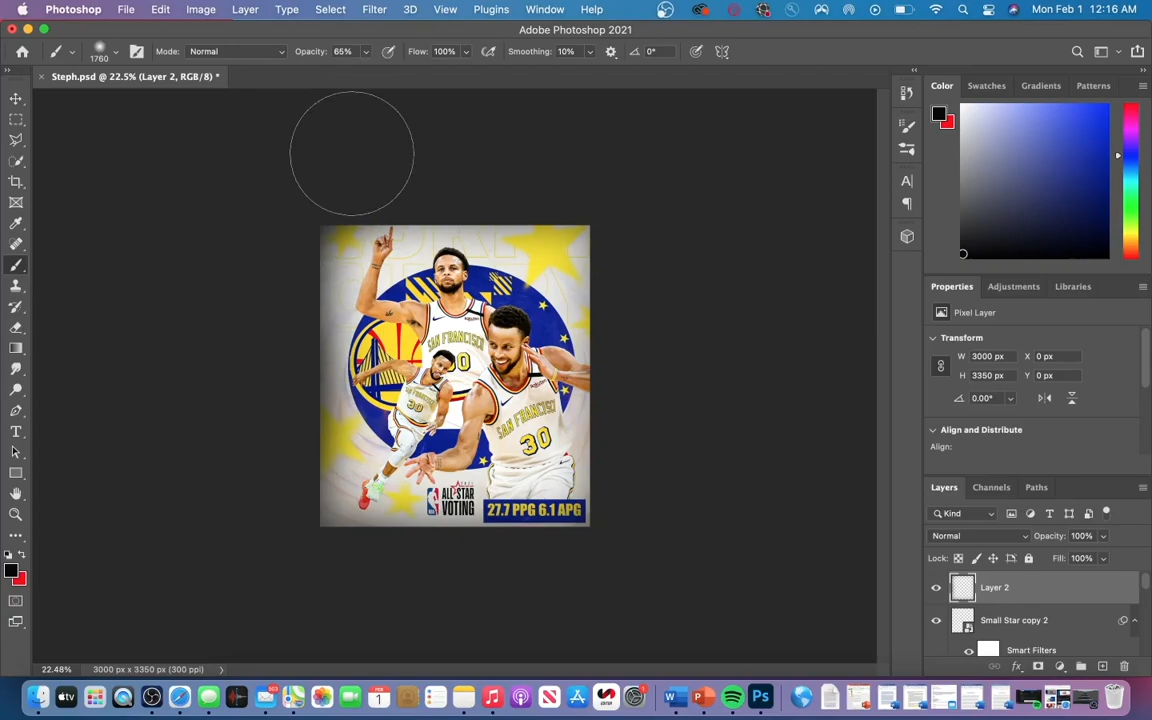 Photoshop File Edit Image Layer Type Select Filter 3D View Plugins Window Help Mon Feb 1 12:16 AM
Adobe Photoshop 2021
1760 Mode: Normal Opacity: 65% Flow: 100% Smoothing: 10% 0°
Steph.psd @ 22.5% (Layer 2, RGB/8) *
Color Swatches Gradients Patterns
SAN FRANCISCO
30
SAN FRANCISCO
30
30
ALL-STAR
VOTING
27.7 PPG 6.1 APG
Properties Adjustments Libraries
Pixel Layer
Transform
W 3000 px X 0 px
H 3350 px Y 0 px
0.00°
Align and Distribute
Align:
Layers Channels Paths
Kind
Normal Opacity: 100%
Lock: Fill: 100%
Layer 2
Small Star copy 2
Smart Filters
22.48% 3000 px x 3350 px (300 ppi)